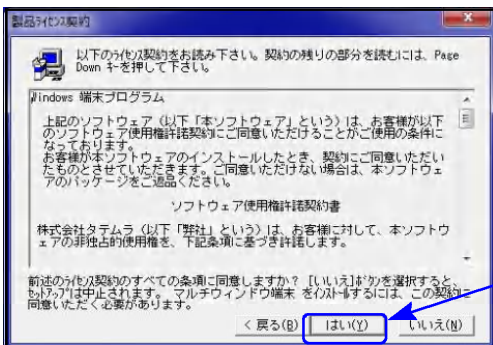 製品ライセンス契約
以下のライセンス契約をお読み下さい。契約の残りの部分を読むには、Page
Down キーを押して下さい。
Windows 端末プログラム
上記のソフトウェア（以下「本ソフトウェア」という）は、お客様が以下
のソフトウェア使用権許諾契約にご同意いただけることがご使用の条件に
なっております。
お客様が本ソフトウェアのインストールしたとき、契約にご同意いただい
たものとさせていただきます。ご同意いただけない場合は、本ソフトウェ
アのパッケージをご返品ください。
ソフトウェア使用権許諾契約書
株式会社タテムラ（以下「弊社」という）は、お客様に対して、本ソフトウ
ェアの非独占的使用権を、下記条項に基づき許諾します。
前述のライセンス契約のすべての条項に同意しますか？ [いいえ]ボタンを選択すると、
セットアップは中止されます。 マルチウィンドウ端末 をインストールするには、この契約に
同意いただく必要があります。
< 戻る(B)
はい(Y)
いいえ(N)